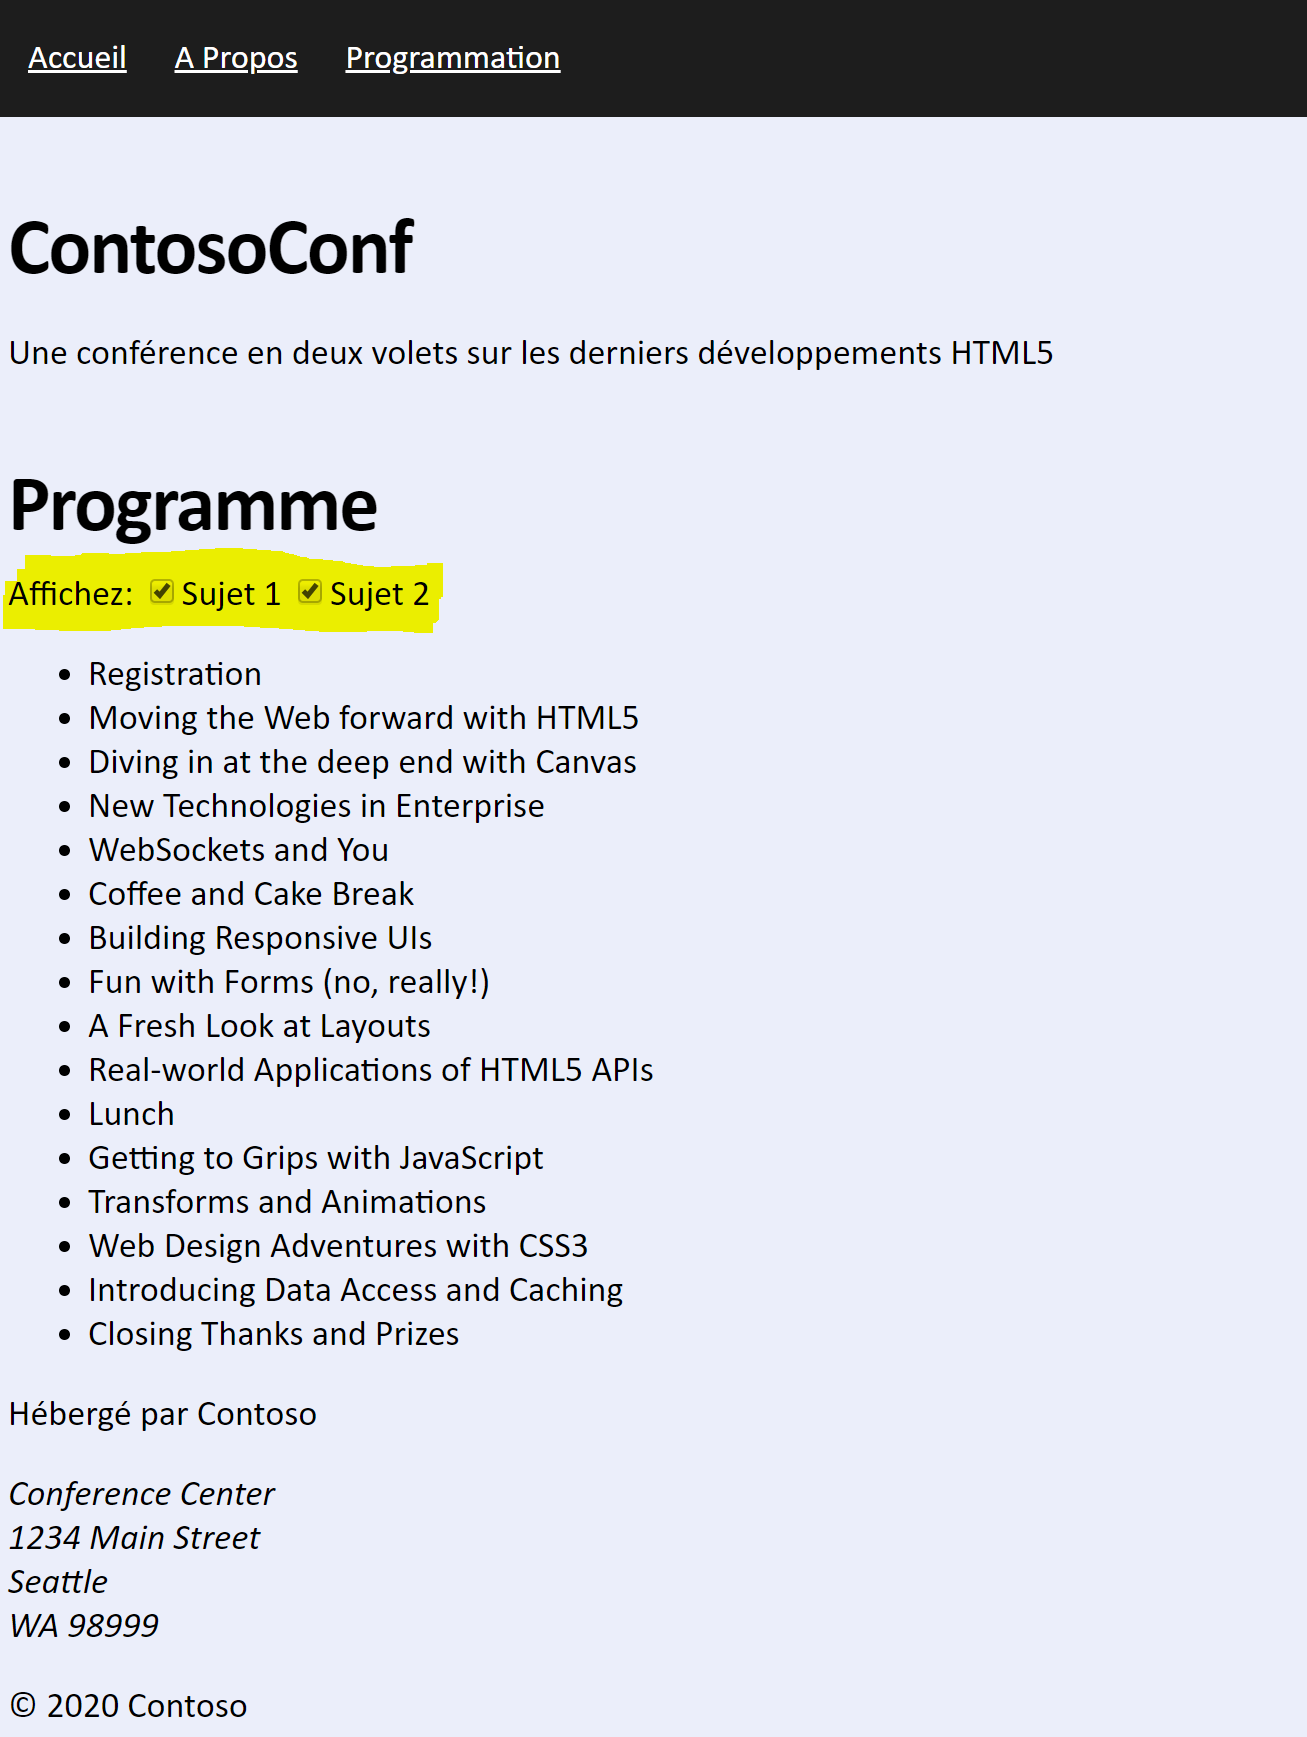 Accueil A Propos Programmation
ContosoConf
Une conférence en deux volets sur les derniers développements HTML5
Programme
Affichez: Sujet 1 Sujet 2
Registration
Moving the Web forward with HTML5
Diving in at the deep end with Canvas
New Technologies in Enterprise
WebSockets and You
Coffee and Cake Break
Building Responsive UIs
Fun with Forms (no, really!)
A Fresh Look at Layouts
Real-world Applications of HTML5 APIs
Lunch
Getting to Grips with JavaScript
Transforms and Animations
Web Design Adventures with CSS3
Introducing Data Access and Caching
Closing Thanks and Prizes
Hébergé par Contoso
Conference Center
1234 Main Street
Seattle
WA 98999
© 2020 Contoso